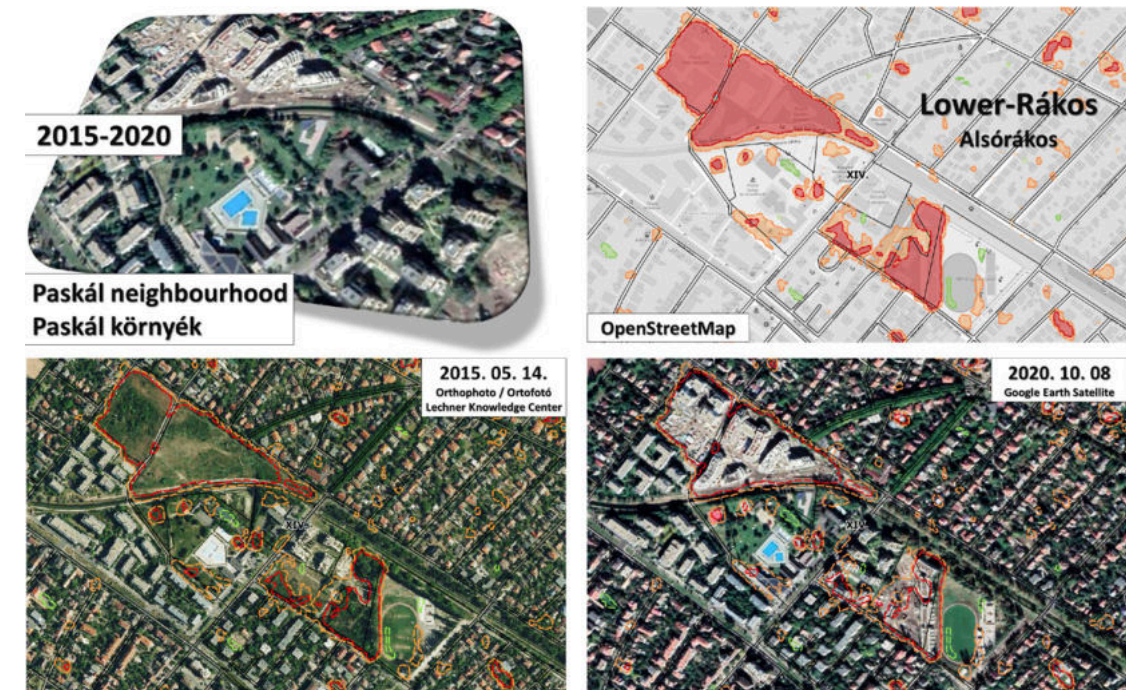 2015-2020
Paskál neighbourhood
Paskál környék
Lower-Rákos
Alsórákos
XIV.
OpenStreetMap
2015. 05. 14.
Orthophoto / Ortofotó
Lechner Knowledge Center
XIV.
2020. 10. 08
Google Earth Satellite
XIV.